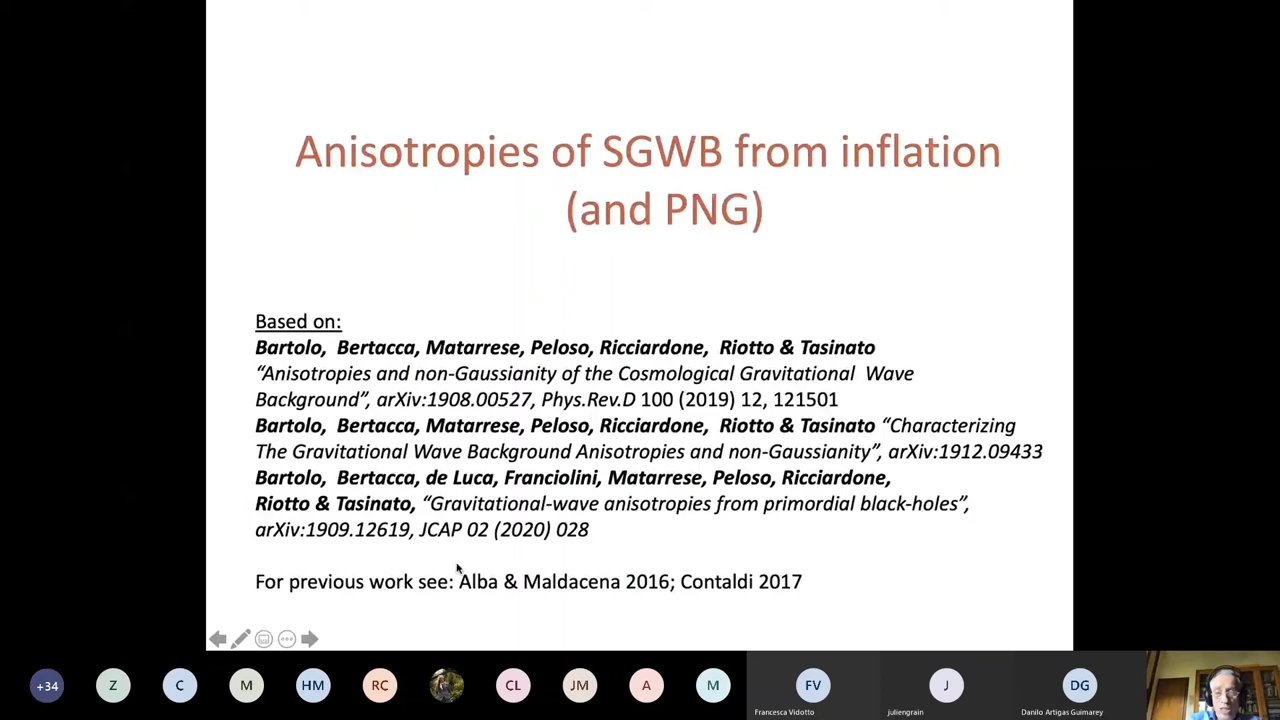 Anisotropies of SGWB from inflation
(and PNG)
Based on:
Bartolo, Bertacca, Matarrese, Peloso, Ricciardone, Riotto & Tasinato
“Anisotropies and non-Gaussianity of the Cosmological Gravitational Wave
Background”, arXiv:1908.00527, Phys.Rev.D 100 (2019) 12, 121501
Bartolo, Bertacca, Matarrese, Peloso, Ricciardone, Riotto & Tasinato “Characterizing
The Gravitational Wave Background Anisotropies and non-Gaussianity”, arXiv:1912.09433
Bartolo, Bertacca, de Luca, Franciolini, Matarrese, Peloso, Ricciardone,
Riotto & Tasinato, “Gravitational-wave anisotropies from primordial black-holes”,
arXiv:1909.12619, JCAP 02 (2020) 028
For previous work see: Alba & Maldacena 2016; Contaldi 2017
+34 Z C M HM RC CL JM A M FV J DG
Francesca Vidotto juliengrain Danilo Artigas Guimarey